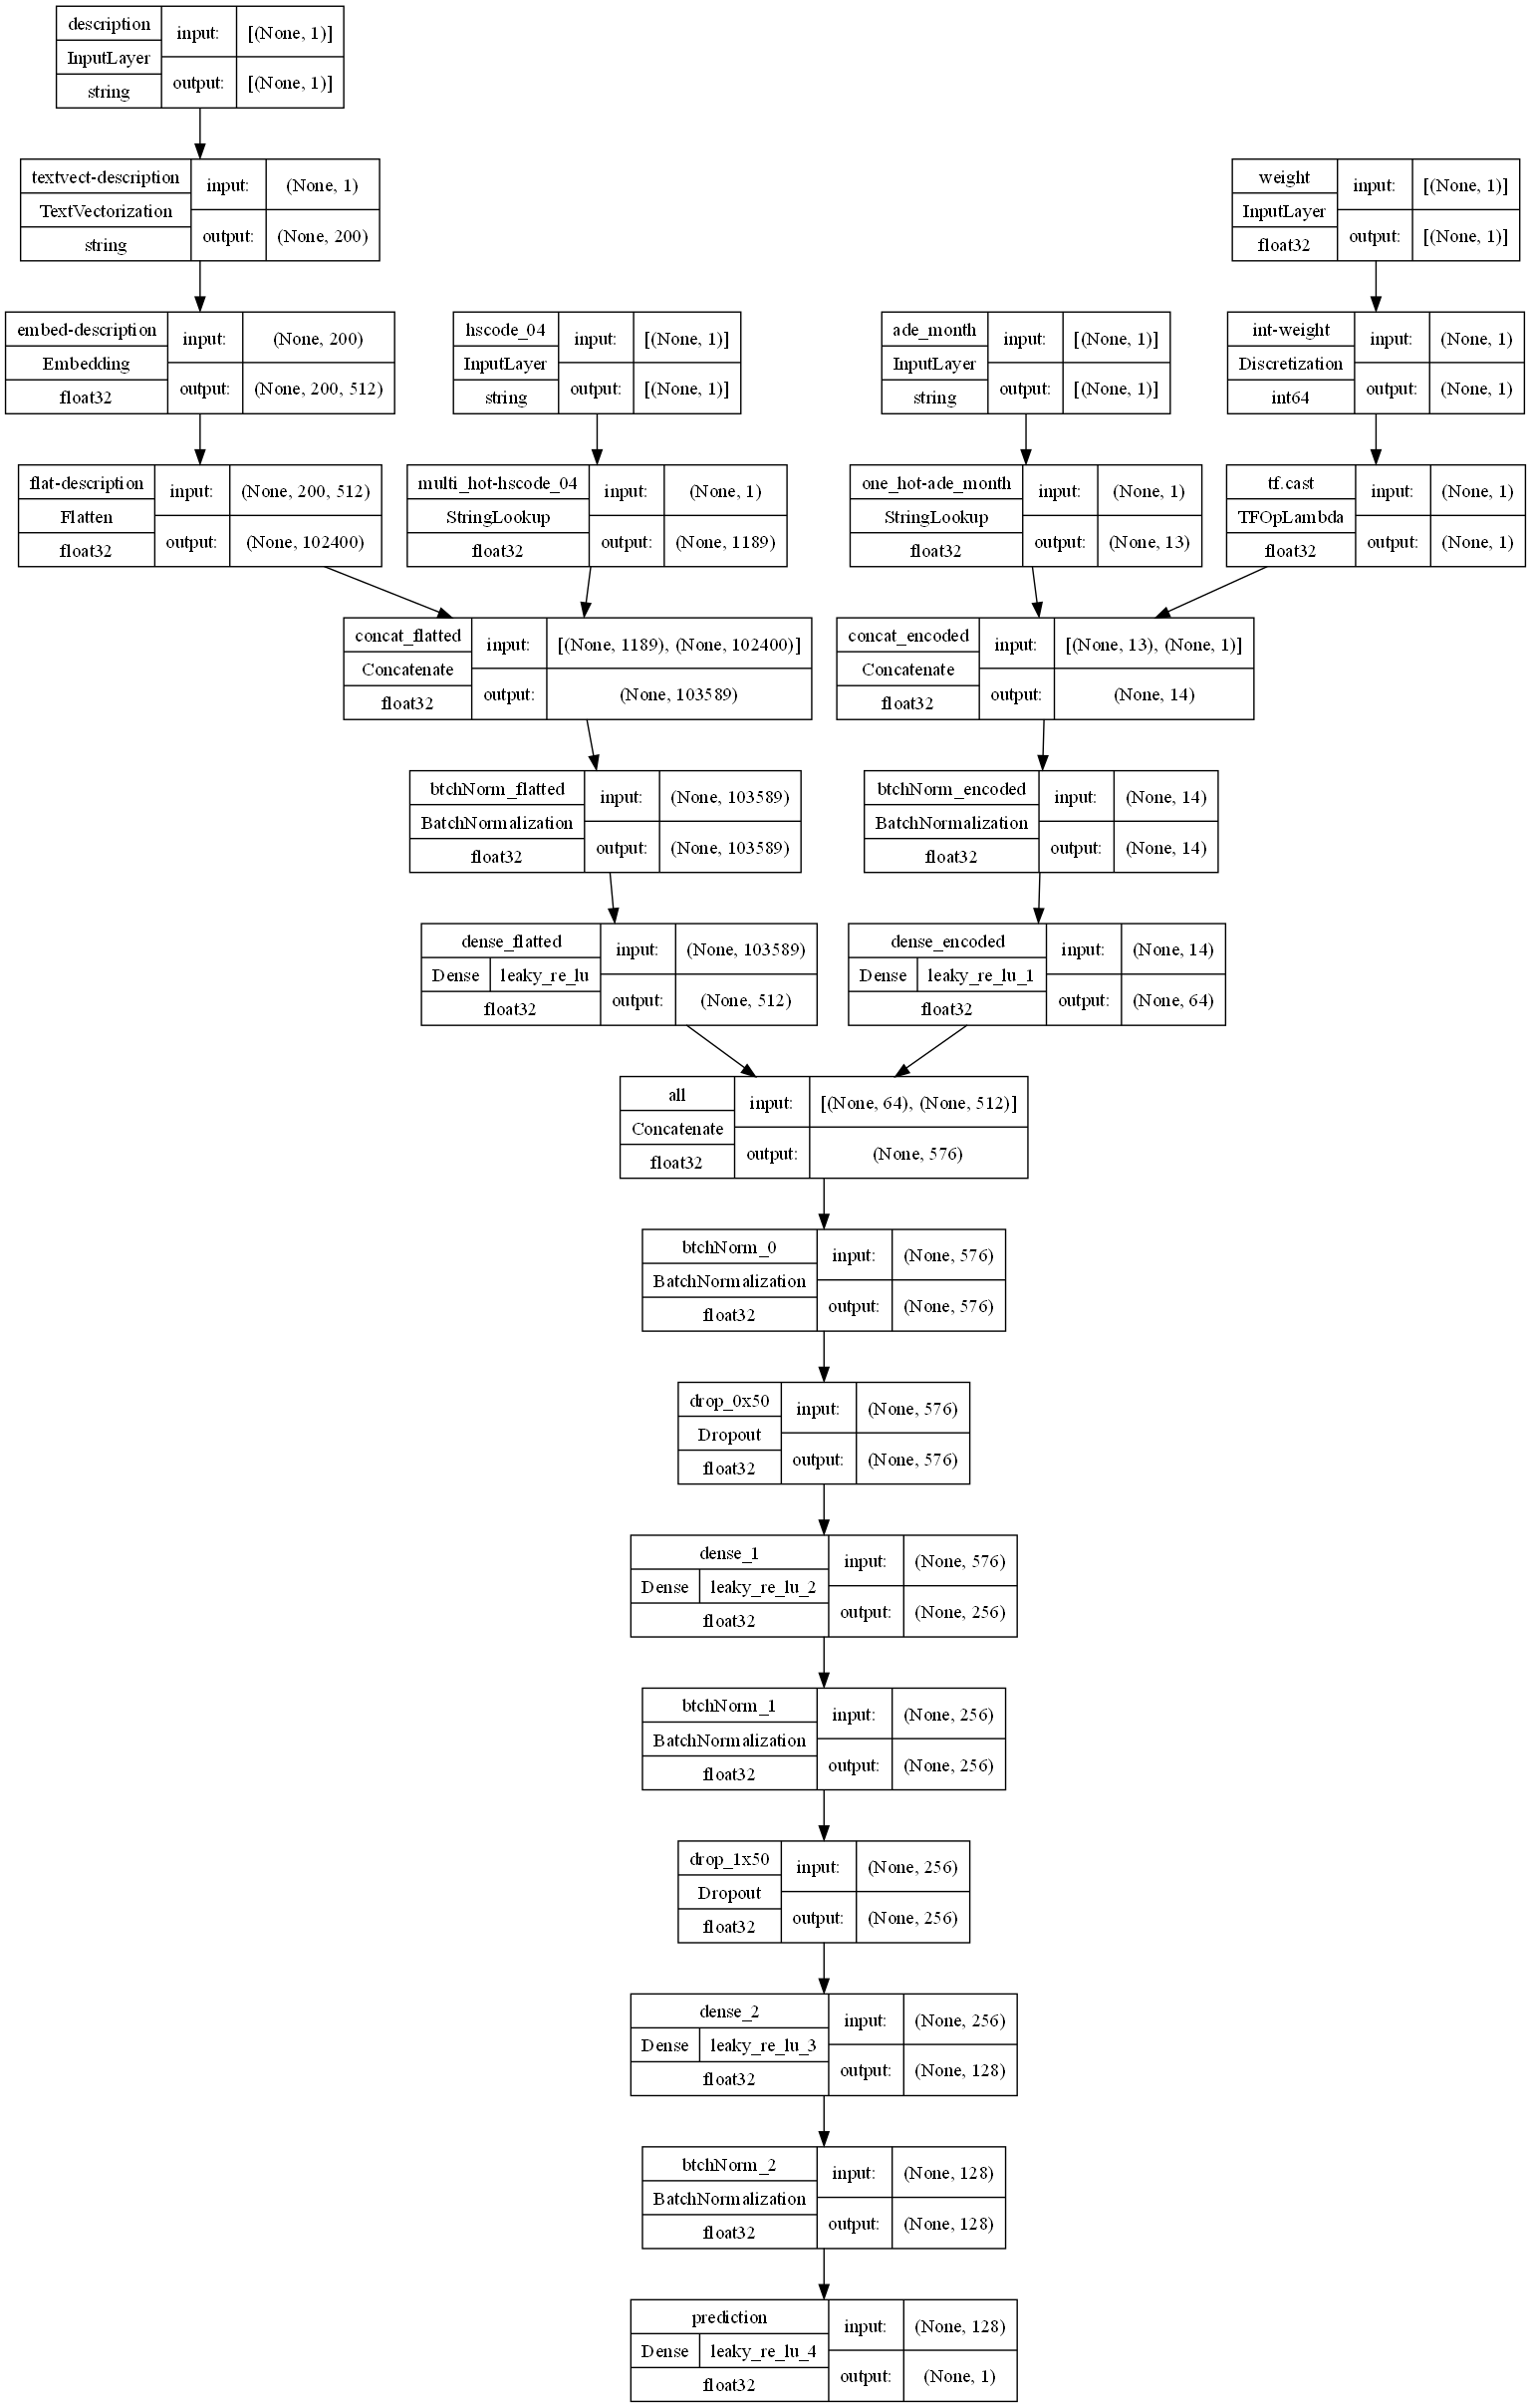 description
InputLayer
string
input:
[(None, 1)]
output:
[(None, 1)]
textvect-description
TextVectorization
string
input:
(None, 1)
output:
(None, 200)
weight
InputLayer
float32
input:
[(None, 1)]
output:
[(None, 1)]
embed-description
Embedding
float32
input:
(None, 200)
output:
(None, 200, 512)
hscode_04
InputLayer
string
input:
[(None, 1)]
output:
[(None, 1)]
ade_month
InputLayer
string
input:
[(None, 1)]
output:
[(None, 1)]
int-weight
Discretization
int64
input:
(None, 1)
output:
(None, 1)
flat-description
Flatten
float32
input:
(None, 200, 512)
output:
(None, 102400)
multi_hot-hscode_04
StringLookup
float32
input:
(None, 1)
output:
(None, 1189)
one_hot-ade_month
StringLookup
float32
input:
(None, 1)
output:
(None, 13)
tf.cast
TFOpLambda
float32
input:
(None, 1)
output:
(None, 1)
concat_flatted
Concatenate
float32
input:
[(None, 1189), (None, 102400)]
output:
(None, 103589)
concat_encoded
Concatenate
float32
input:
[(None, 13), (None, 1)]
output:
(None, 14)
btchNorm_flatted
BatchNormalization
float32
input:
(None, 103589)
output:
(None, 103589)
btchNorm_encoded
BatchNormalization
float32
input:
(None, 14)
output:
(None, 14)
dense_flatted
Dense
leaky_re_lu
float32
input:
(None, 103589)
output:
(None, 512)
dense_encoded
Dense
leaky_re_lu_1
float32
input:
(None, 14)
output:
(None, 64)
all
Concatenate
float32
input:
[(None, 64), (None, 512)]
output:
(None, 576)
btchNorm_0
BatchNormalization
float32
input:
(None, 576)
output:
(None, 576)
drop_0x50
Dropout
float32
input:
(None, 576)
output:
(None, 576)
dense_1
Dense
leaky_re_lu_2
float32
input:
(None, 576)
output:
(None, 256)
btchNorm_1
BatchNormalization
float32
input:
(None, 256)
output:
(None, 256)
drop_1x50
Dropout
float32
input:
(None, 256)
output:
(None, 256)
dense_2
Dense
leaky_re_lu_3
float32
input:
(None, 256)
output:
(None, 128)
btchNorm_2
BatchNormalization
float32
input:
(None, 128)
output:
(None, 128)
prediction
Dense
leaky_re_lu_4
float32
input:
(None, 128)
output:
(None, 1)